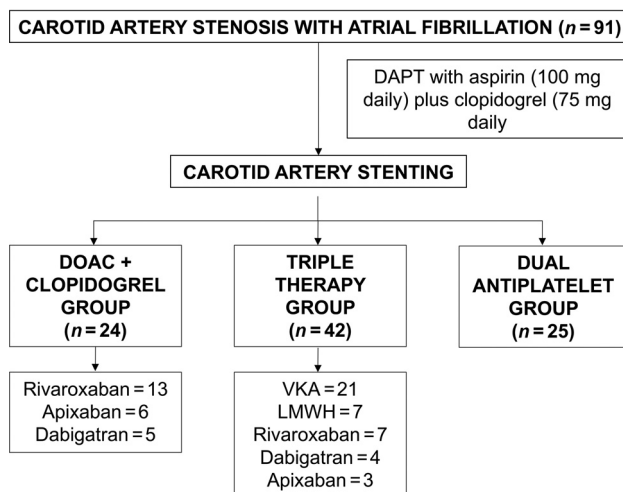 CAROTID ARTERY STENOSIS WITH ATRIAL FIBRILLATION (n = 91)
DAPT with aspirin (100 mg
daily) plus clopidogrel (75 mg
daily
CAROTID ARTERY STENTING
DOAC +
CLOPIDOGREL
GROUP
(n = 24)
TRIPLE
THERAPY
GROUP
(n = 42)
DUAL
ANTIPLATELET
GROUP
(n = 25)
Rivaroxaban = 13
Apixaban = 6
Dabigatran = 5
VKA = 21
LMWH = 7
Rivaroxaban = 7
Dabigatran = 4
Apixaban = 3